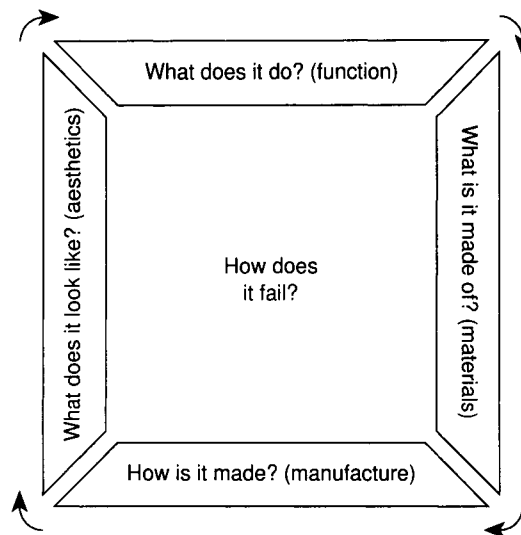 What does it do? (function)
What does it look like? (aesthetics)
What is it made of? (materials)
How does
it fail?
How is it made? (manufacture)